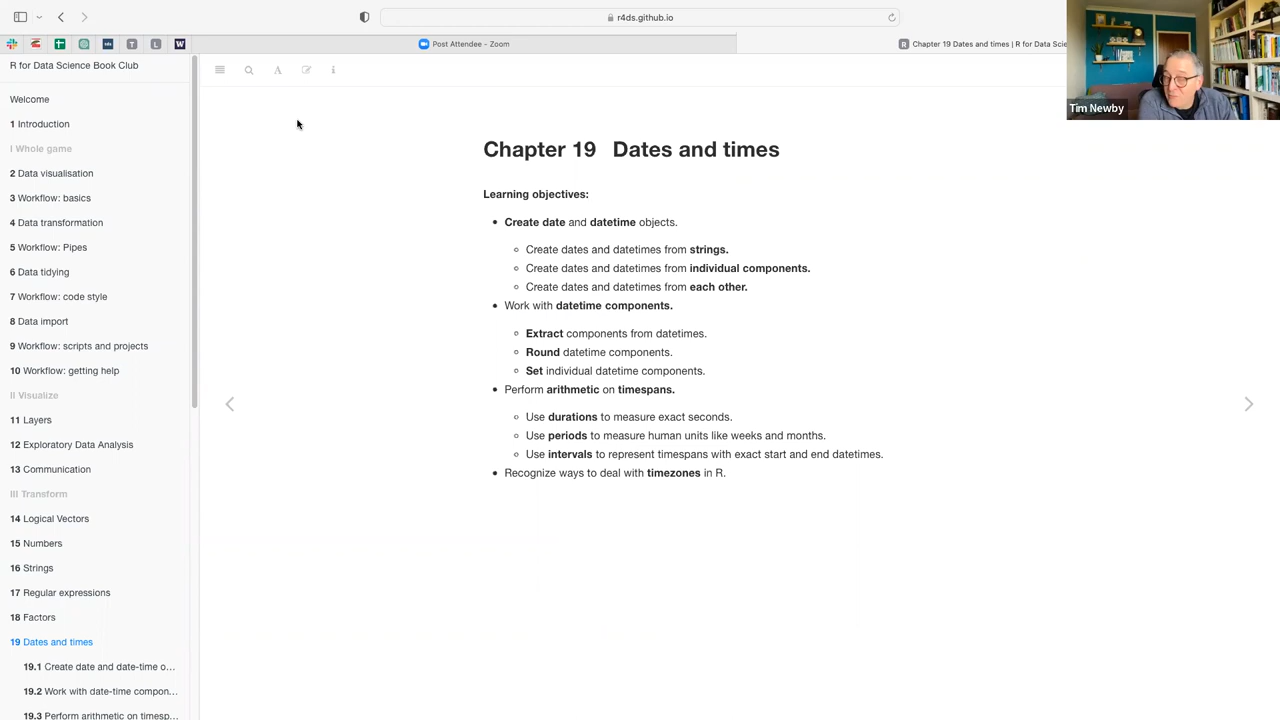 r4ds.github.io
Post Attendee - Zoom
Chapter 19 Dates and times | R for Data Scie
R for Data Science Book Club
Welcome
1 Introduction
I Whole game
2 Data visualisation
3 Workflow: basics
4 Data transformation
5 Workflow: Pipes
6 Data tidying
7 Workflow: code style
8 Data import
9 Workflow: scripts and projects
10 Workflow: getting help
II Visualize
11 Layers
12 Exploratory Data Analysis
13 Communication
III Transform
14 Logical Vectors
15 Numbers
16 Strings
17 Regular expressions
18 Factors
19 Dates and times
19.1 Create date and date-time o...
19.2 Work with date-time compon...
19.3 Perform arithmetic on timesp...
Chapter 19 Dates and times
Learning objectives:
• Create date and datetime objects.
◦ Create dates and datetimes from strings.
◦ Create dates and datetimes from individual components.
◦ Create dates and datetimes from each other.
• Work with datetime components.
◦ Extract components from datetimes.
◦ Round datetime components.
◦ Set individual datetime components.
• Perform arithmetic on timespans.
◦ Use durations to measure exact seconds.
◦ Use periods to measure human units like weeks and months.
◦ Use intervals to represent timespans with exact start and end datetimes.
• Recognize ways to deal with timezones in R.
Tim Newby